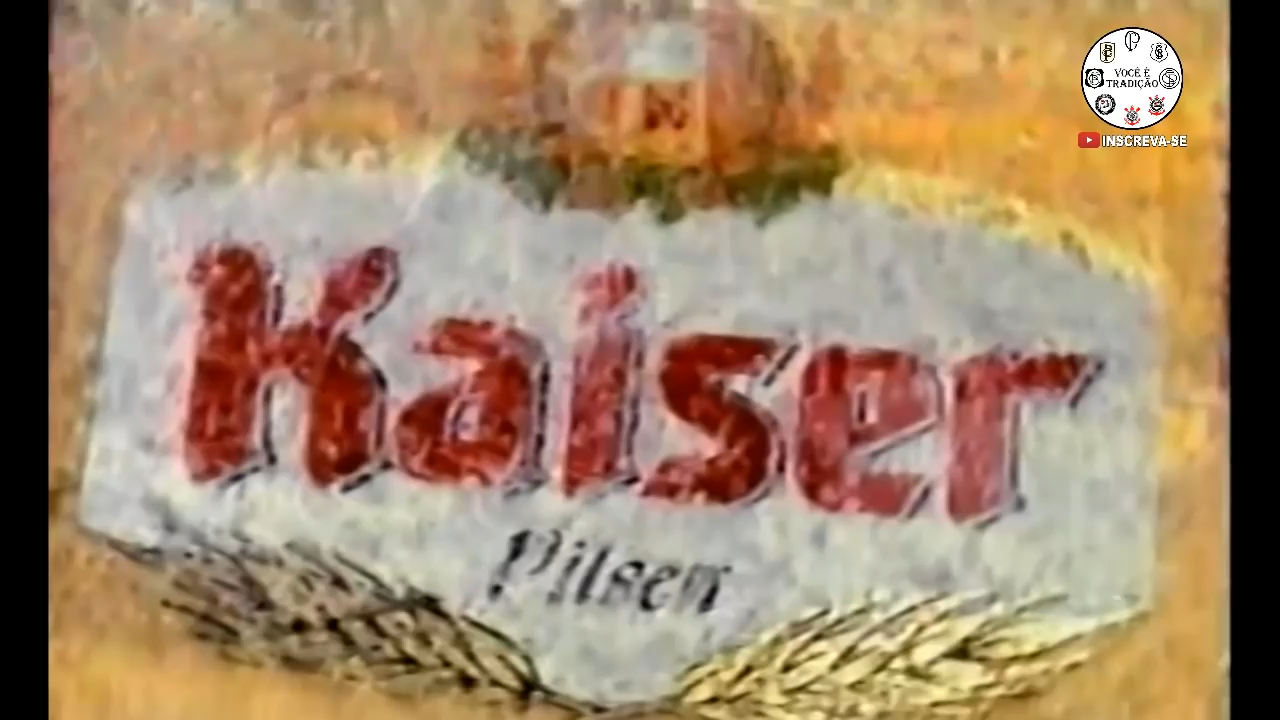 VOCÊ É
TRADIÇÃO
INSCREVA-SE
Kaiser
Pilsen